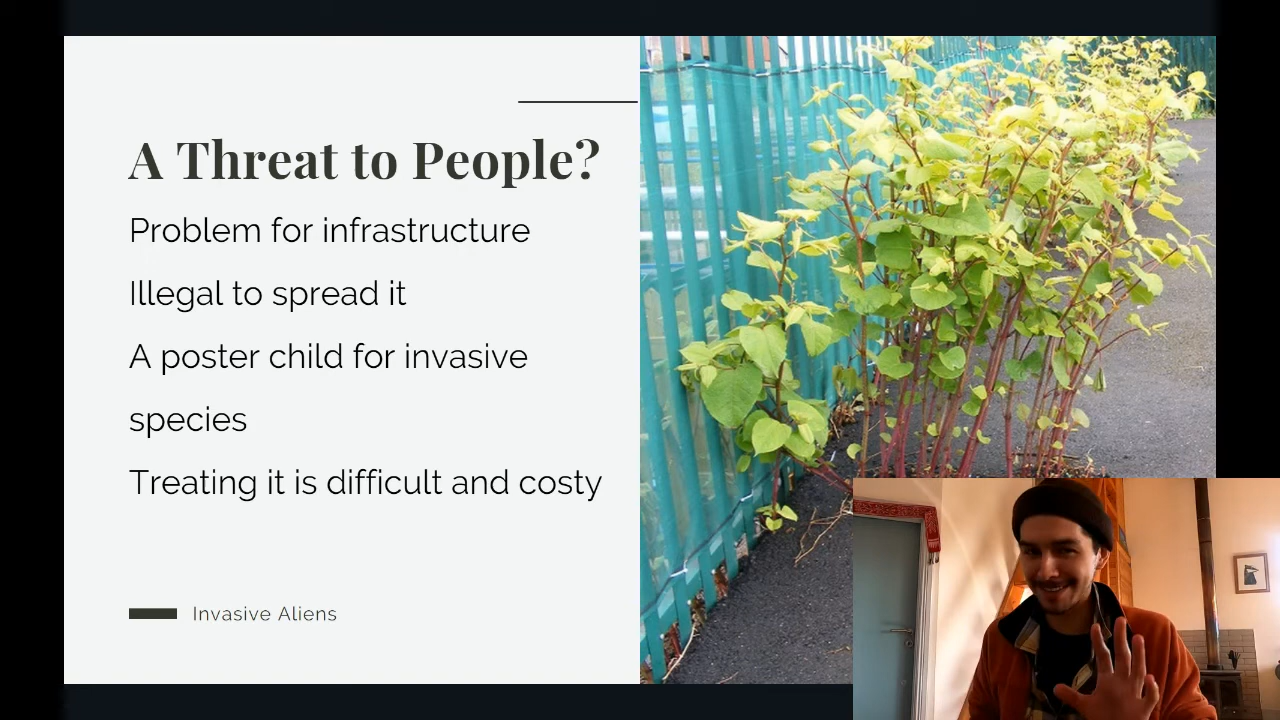 A Threat to People?
Problem for infrastructure
Illegal to spread it
A poster child for invasive
species
Treating it is difficult and costy
Invasive Aliens